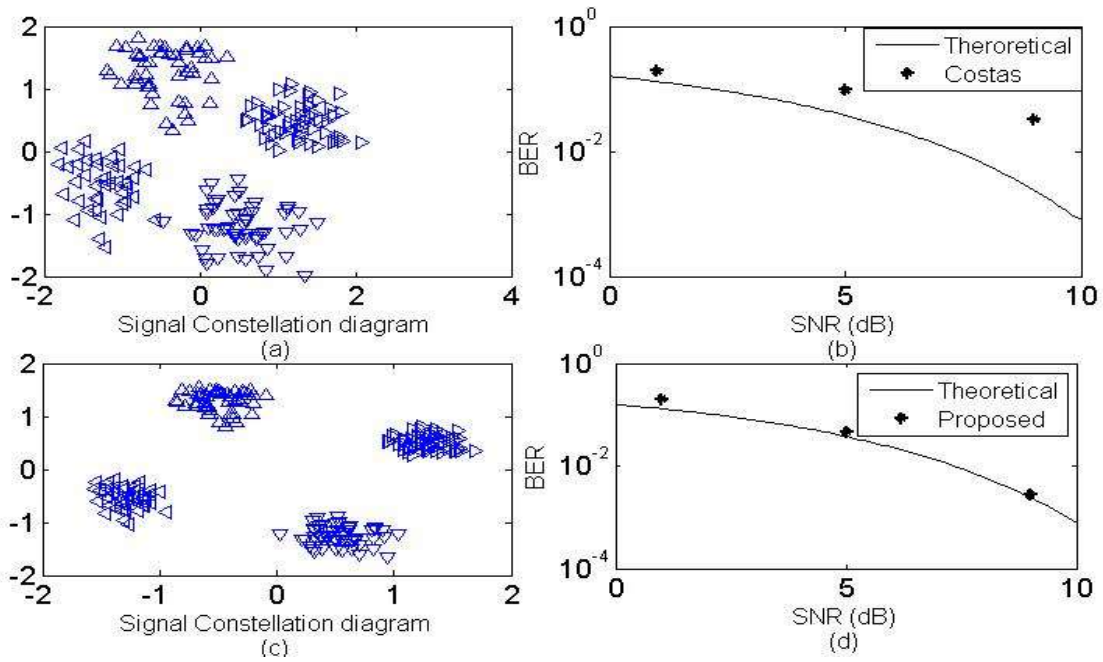 2
1
0
-1
-2
-2
0
2
4
Signal Constellation diagram
(a)
10^0
10^-2
10^-4
BER
0
5
10
SNR (dB)
(b)
Theroretical
Costas
2
1
0
-1
-2
-2
-1
0
1
2
Signal Constellation diagram
(c)
10^0
10^-2
10^-4
BER
0
5
10
SNR (dB)
(d)
Theoretical
Proposed